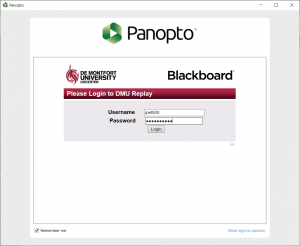 Panopto
Panopto
DE MONTFORT
UNIVERSITY
LEICESTER
Blackboard
Please Login to DMU Replay
Username
Password
••••••••••
Login
Remember me
More sign-in options